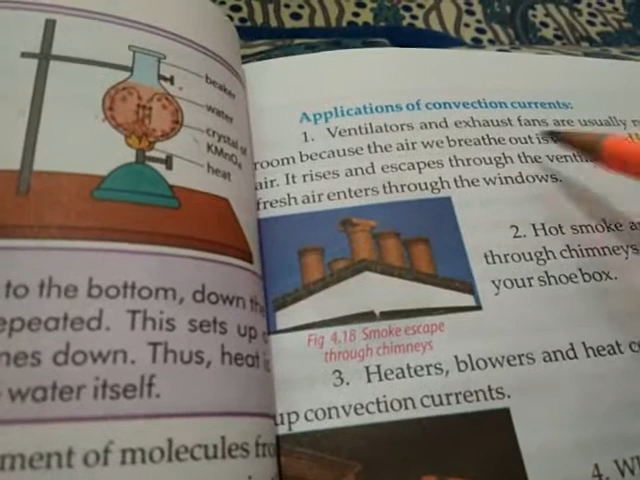 beaker
water
crystal of
KMnO₄
heat
to the bottom, down the
epeated. This sets up
nes down. Thus, heat
water itself.
ment of molecules fro
Applications of convection currents:
1. Ventilators and exhaust fans are usually
room because the air we breathe out is
air. It rises and escapes through the
fresh air enters through the windows.
2. Hot smoke
through chimneys
your shoe box.
Fig 4.18 Smoke escape
through chimneys
3. Heaters, blowers and heat
up convection currents.
4.